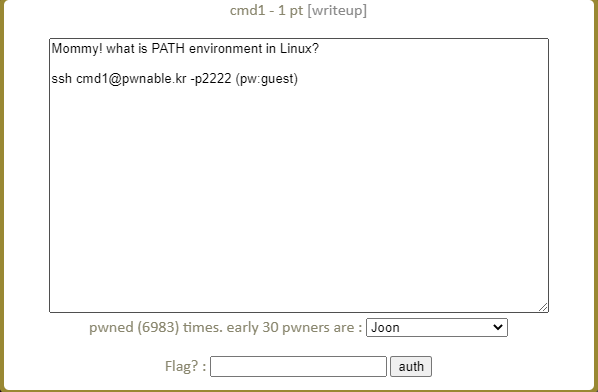 cmd1 - 1 pt [writeup]
Mommy! what is PATH environment in Linux?
ssh cmd1@pwnable.kr -p2222 (pw:guest)
pwned (6983) times. early 30 pwners are : Joon
Flag? : auth